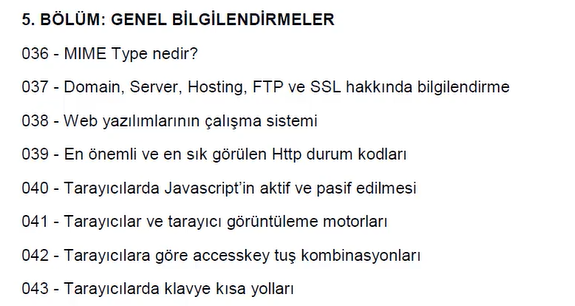 5. BÖLÜM: GENEL BİLGİLENDİRMELER
036 - MIME Type nedir?
037 - Domain, Server, Hosting, FTP ve SSL hakkında bilgilendirme
038 - Web yazılımlarının çalışma sistemi
039 - En önemli ve en sık görülen Http durum kodları
040 - Tarayıcılarda Javascript’in aktif ve pasif edilmesi
041 - Tarayıcılar ve tarayıcı görüntüleme motorları
042 - Tarayıcılara göre accesskey tuş kombinasyonları
043 - Tarayıcılarda klavye kısa yolları